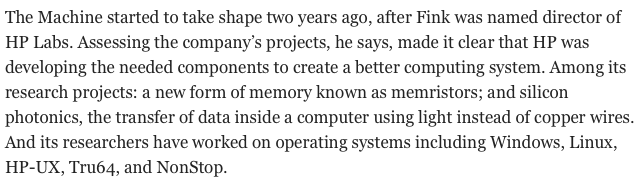 The Machine started to take shape two years ago, after Fink was named director of
HP Labs. Assessing the company’s projects, he says, made it clear that HP was
developing the needed components to create a better computing system. Among its
research projects: a new form of memory known as memristors; and silicon
photonics, the transfer of data inside a computer using light instead of copper wires.
And its researchers have worked on operating systems including Windows, Linux,
HP-UX, Tru64, and NonStop.